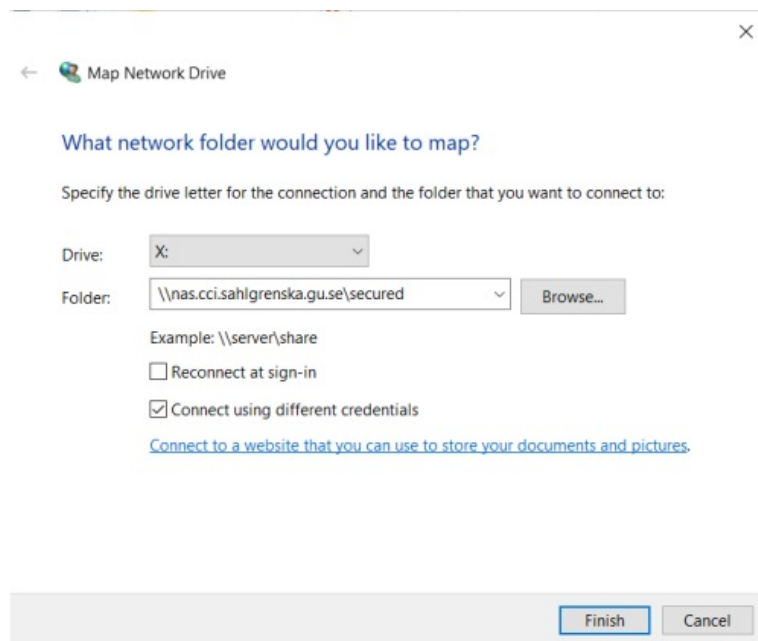 Map Network Drive
What network folder would you like to map?
Specify the drive letter for the connection and the folder that you want to connect to:
Drive: X:
Folder: \\nas.cci.sahlgrenska.gu.se\secured Browse...
Example: \\server\share
Reconnect at sign-in
Connect using different credentials
Connect to a website that you can use to store your documents and pictures.
Finish Cancel